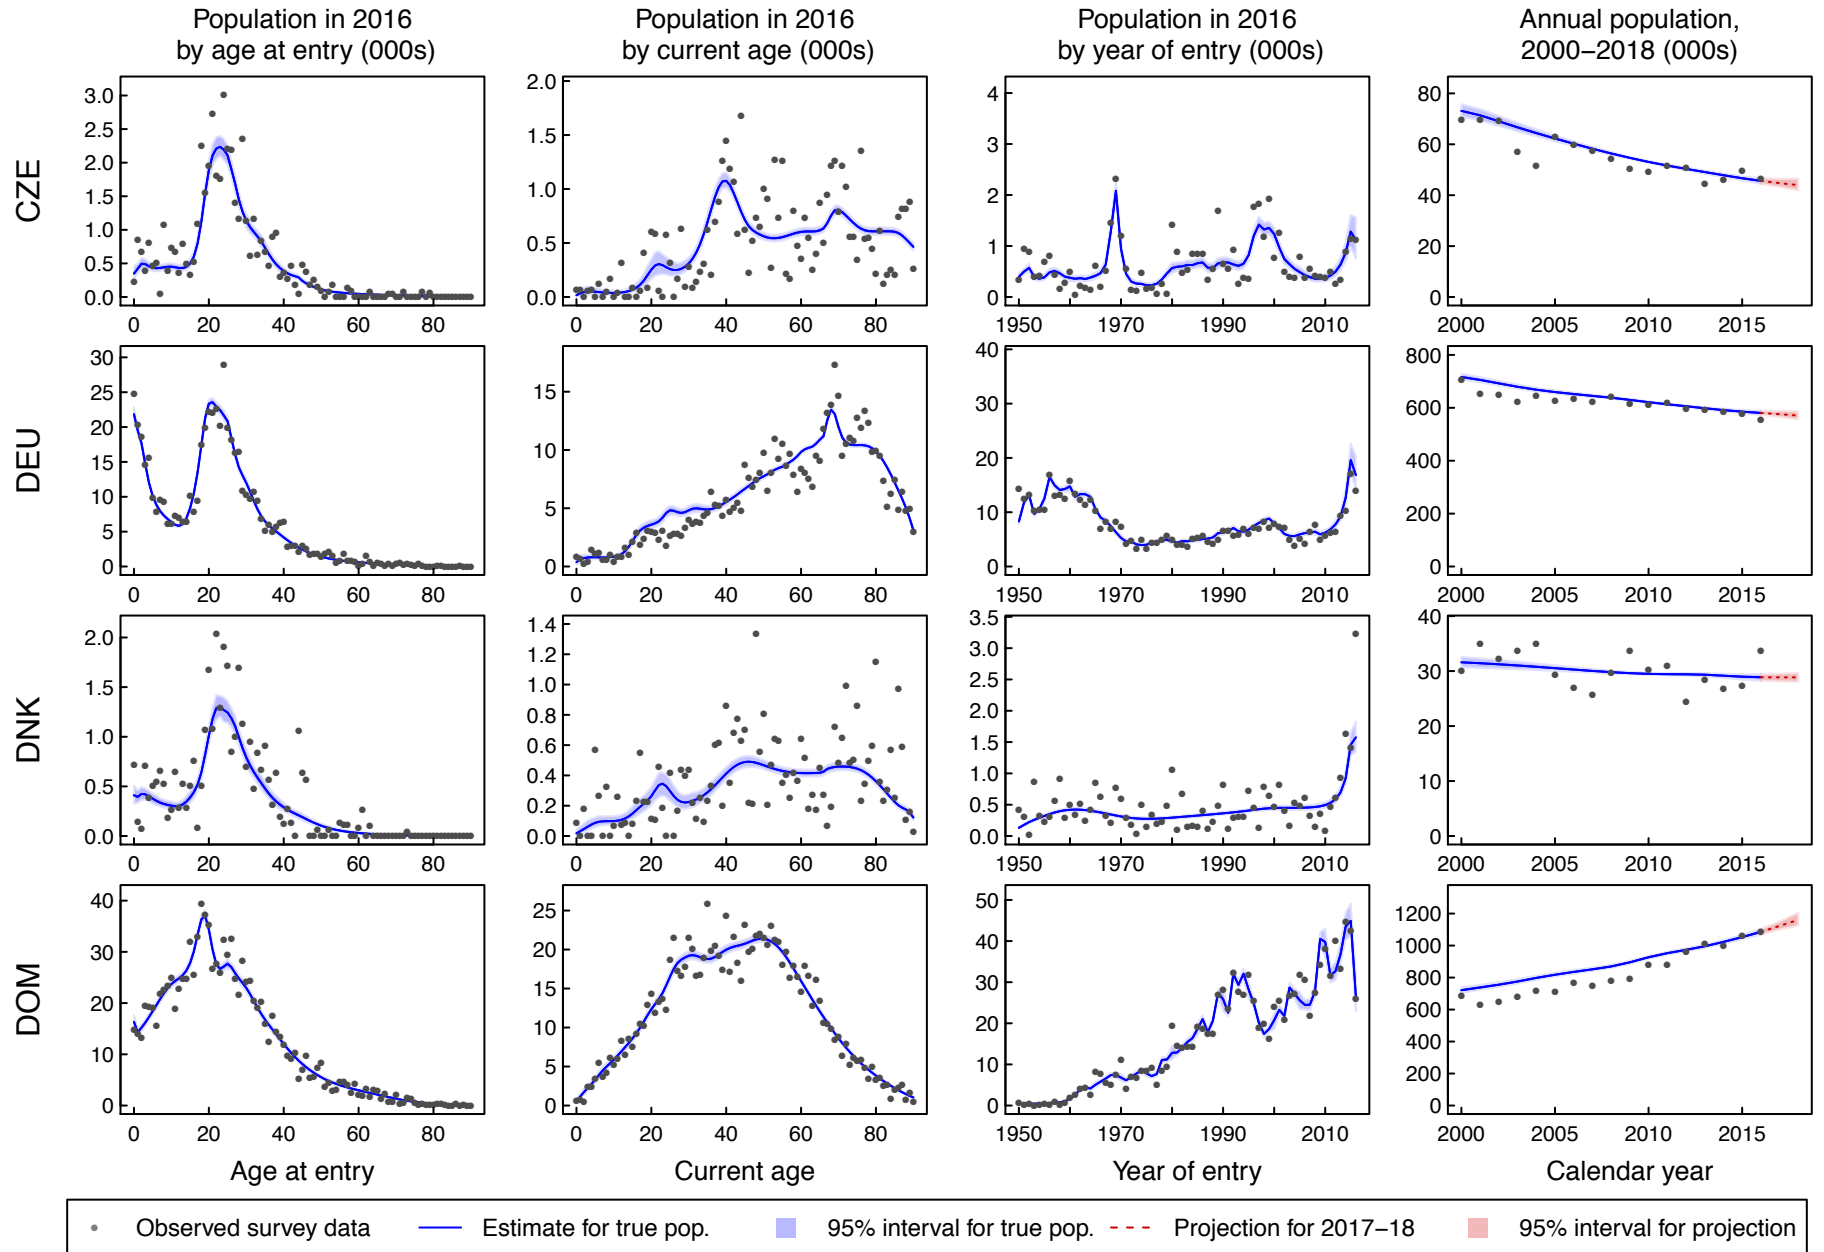 Population in 2016 by age at entry (000s)
Population in 2016 by current age (000s)
Population in 2016 by year of entry (000s)
Annual population, 2000−2018 (000s)
CZE
3.0
2.5
2.0
1.5
1.0
0.5
0.0
0 20 40 60 80
2.0
1.5
1.0
0.5
0.0
0 20 40 60 80
4
3
2
1
0
1950 1970 1990 2010
80
60
40
20
0
2000 2005 2010 2015
DEU
30
25
20
15
10
5
0
0 20 40 60 80
15
10
5
0
0 20 40 60 80
40
30
20
10
0
1950 1970 1990 2010
800
600
400
200
0
2000 2005 2010 2015
DNK
2.0
1.5
1.0
0.5
0.0
0 20 40 60 80
1.4
1.2
1.0
0.8
0.6
0.4
0.2
0.0
0 20 40 60 80
3.5
3.0
2.5
2.0
1.5
1.0
0.5
0.0
1950 1970 1990 2010
40
30
20
10
0
2000 2005 2010 2015
DOM
40
30
20
10
0
0 20 40 60 80
25
20
15
10
5
0
0 20 40 60 80
50
40
30
20
10
0
1950 1970 1990 2010
1200
1000
800
600
400
200
0
2000 2005 2010 2015
Age at entry
Current age
Year of entry
Calendar year
Observed survey data
Estimate for true pop.
95% interval for true pop.
Projection for 2017−18
95% interval for projection